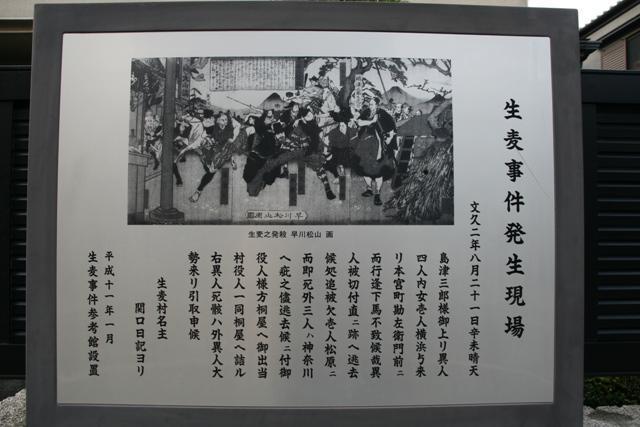 生麦事件発生現場
文久二年八月二十一日辛未晴天
島津三郎様御上リ異人
四人内女壱人横浜ゟ来
リ本宮町勘左衛門前ニ
而行逢下馬不致候哉異
人被切付直ニ跡へ逃去
候処追被欠壱人松原ニ
而即死外三人ハ神奈川
へ疵之儘逃去候ニ付御
役人様方桐屋へ御出当
村役人一同桐屋へ詰ル
右異人死骸ハ外異人大
勢来リ引取申候
生麦村名主
関口日記ヨリ
平成十一年一月
生麦事件参考館設置
早川松山画
生麦之発殺 早川松山 画